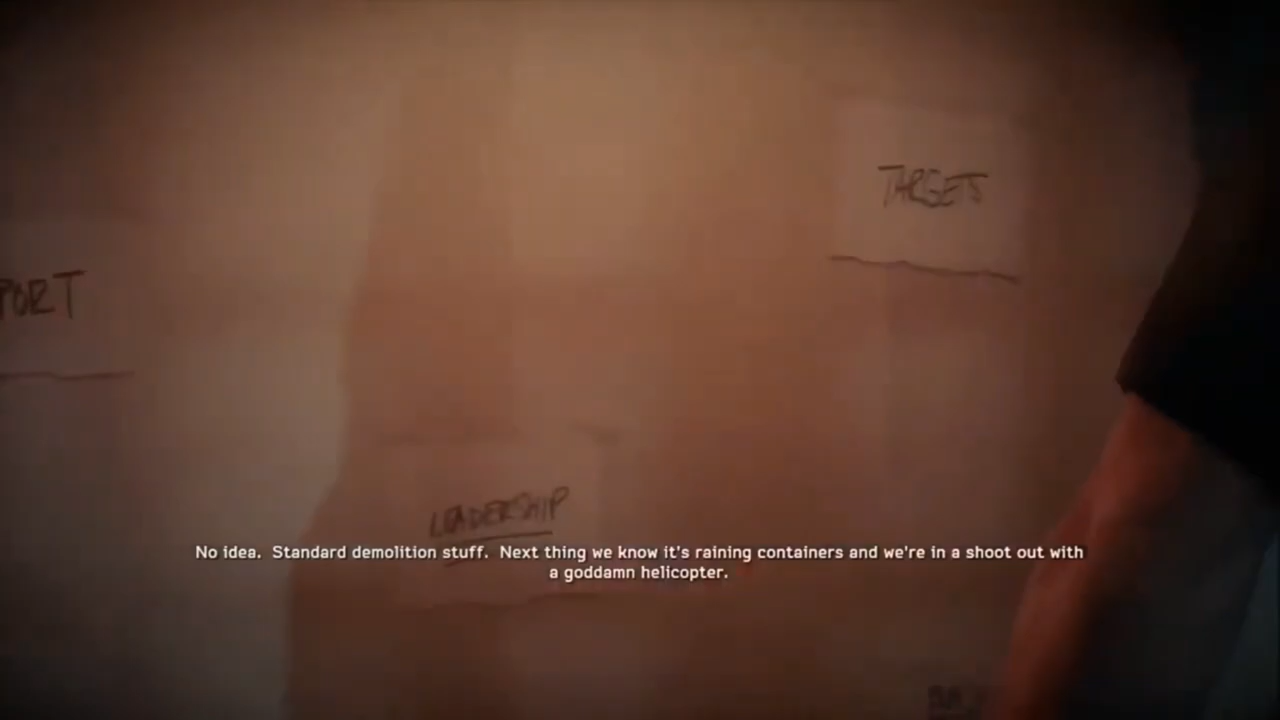 TARGETS
PORT
LEADERSHIP
No idea.  Standard demolition stuff.  Next thing we know it's raining containers and we're in a shoot out with
a goddamn helicopter.